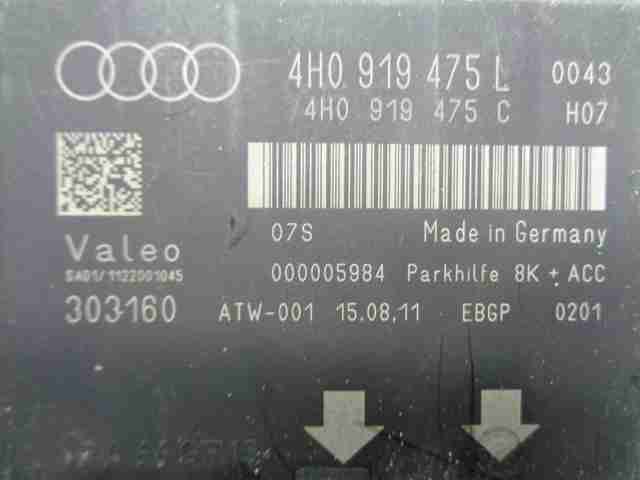 4H0 919 475 L 0043
4H0 919 475 C H07
07S Made in Germany
Valeo
SA01/1122001045
000005984 Parkhilfe 8K + ACC
303160 ATW-001 15.08.11 EBGP 0201